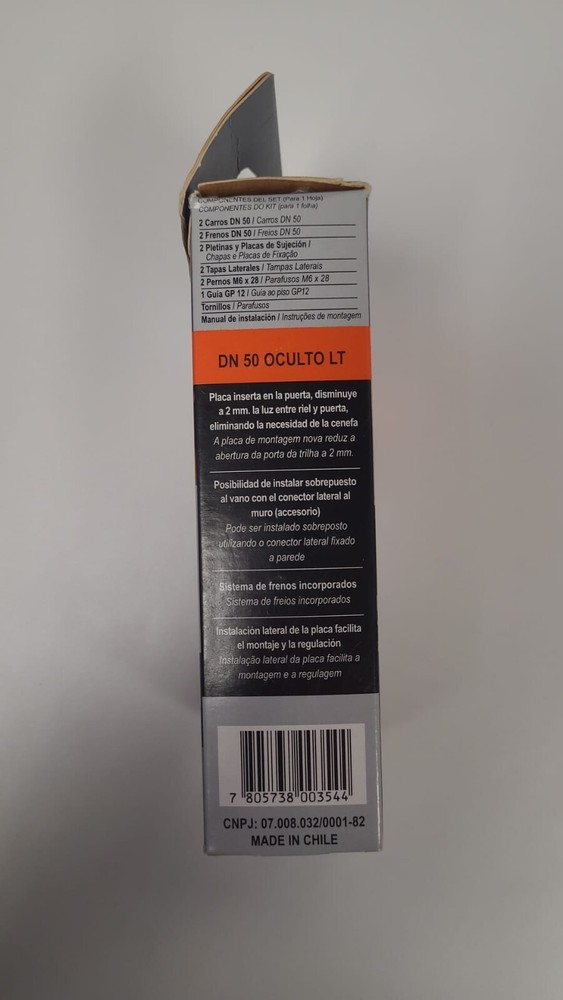 COMPONENTES DEL SET (Para 1 Hoja)
COMPONENTES DO KIT (para 1 folha)
2 Carros DN 50 / Carros DN 50
2 Frenos DN 50 / Freios DN 50
2 Pletinas y Placas de Sujeción /
Chapas e Placas de Fixação
2 Tapas Laterales / Tampas Laterais
2 Pernos M6 x 28 / Parafusos M6 x 28
1 Guia GP 12 / Guia ao piso GP12
Tornillos / Parafusos
Manual de instalación / Instruções de montagem
DN 50 OCULTO LT
Placa inserta en la puerta, disminuye
a 2 mm. la luz entre riel y puerta,
eliminando la necesidad de la cenefa
A placa de montagem nova reduz a
abertura da porta da trilha a 2 mm.
Posibilidad de instalar sobrepuesto
al vano con el conector lateral al
muro (accesorio)
Pode ser instalado sobreposto
utilizando o conector lateral fixado
a parede
Sistema de frenos incorporados
Sistema de freios incorporados
Instalación lateral de la placa facilita
el montaje y la regulación
Instalação lateral da placa facilita a
montagem e a regulagem
7 805738 003544
CNPJ: 07.008.032/0001-82
MADE IN CHILE